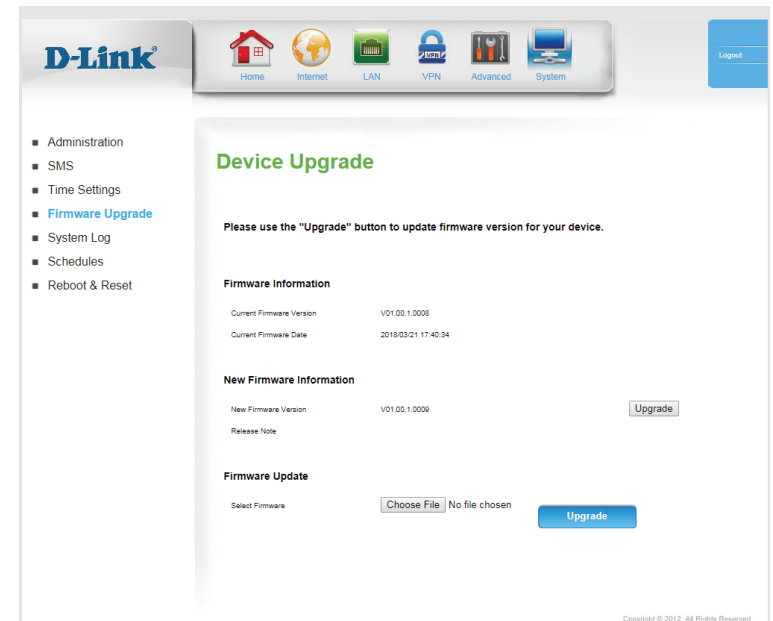 D-Link®
Home Internet LAN VPN Advanced System
Logout
Administration
SMS
Time Settings
Firmware Upgrade
System Log
Schedules
Reboot & Reset
Device Upgrade
Please use the "Upgrade" button to update firmware version for your device.
Firmware Information
Current Firmware Version V01.00.1.0008
Current Firmware Date 2018/03/21 17:40:34
New Firmware Information
New Firmware Version V01.00.1.0009 Upgrade
Release Note
Firmware Update
Select Firmware Choose File No file chosen Upgrade
Copyright © 2012 All Rights Reserved